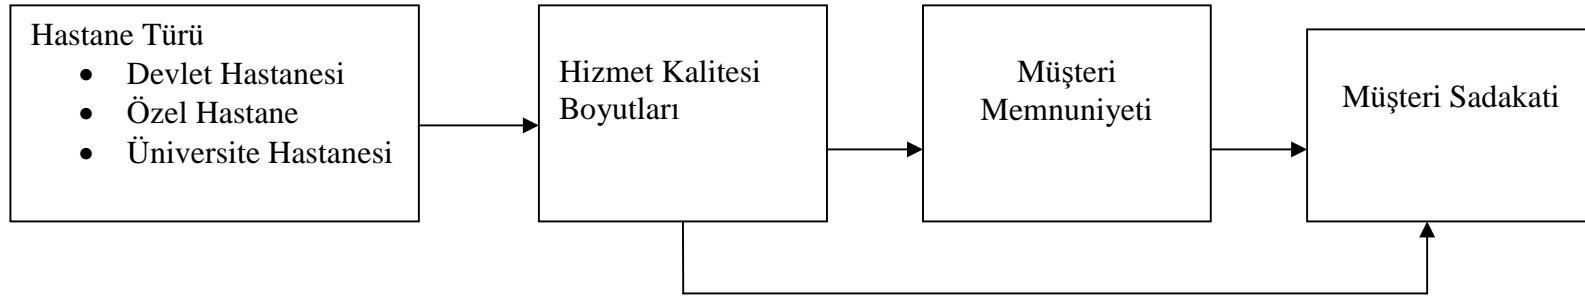 Hastane Türü
• Devlet Hastanesi
• Özel Hastane
• Üniversite Hastanesi
Hizmet Kalitesi
Boyutları
Müşteri
Memnuniyeti
Müşteri Sadakati